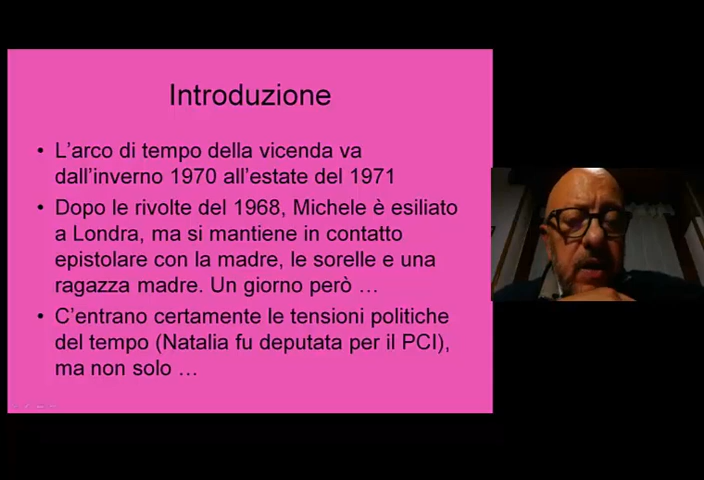 Introduzione
• L'arco di tempo della vicenda va
dall'inverno 1970 all'estate del 1971
• Dopo le rivolte del 1968, Michele è esiliato
a Londra, ma si mantiene in contatto
epistolare con la madre, le sorelle e una
ragazza madre. Un giorno però …
• C'entrano certamente le tensioni politiche
del tempo (Natalia fu deputata per il PCI),
ma non solo …